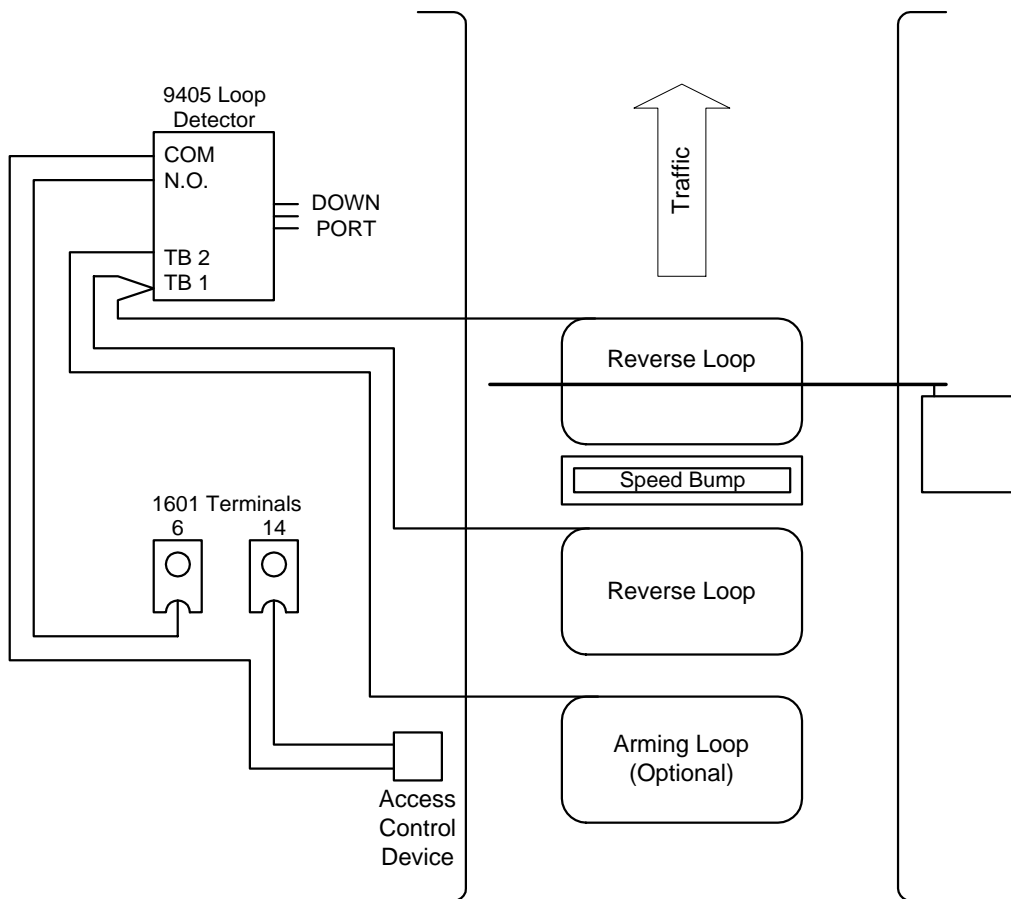 9405 Loop
Detector
COM
N.O.
TB 2
TB 1
DOWN
PORT
Traffic
Reverse Loop
Speed Bump
1601 Terminals
6
14
Reverse Loop
Arming Loop
(Optional)
Access
Control
Device